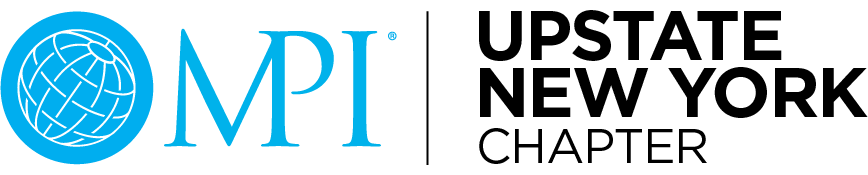 MPI®
UPSTATE
NEW YORK
CHAPTER